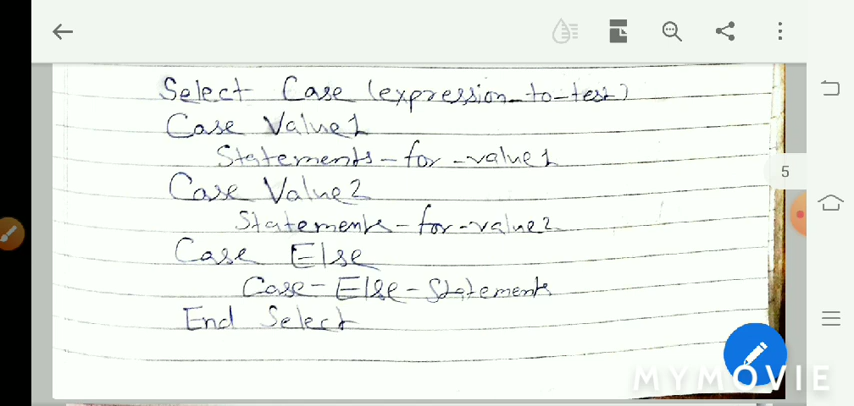 Select Case (expression-to-test)
Case Value1
Statements-for-value1
Case Value2
Statements-for-value2
Case Else
Case-Else-Statements
End Select
5
MYMOVIE